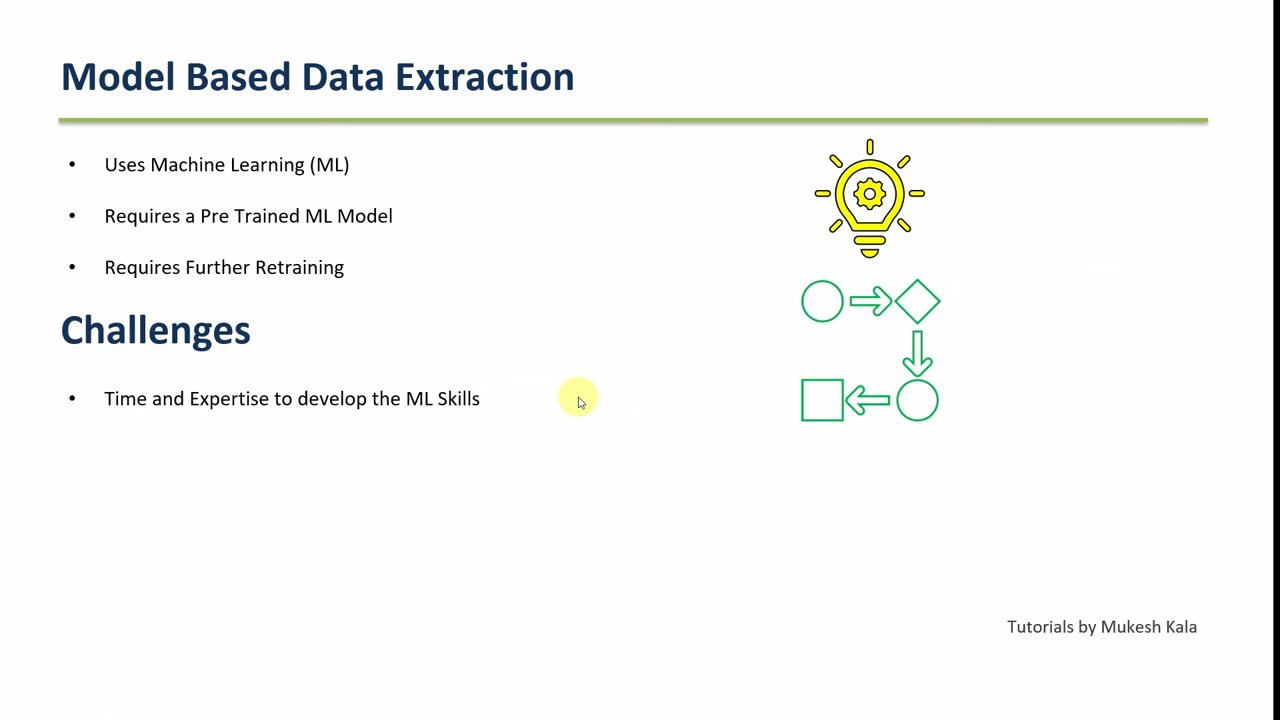 Model Based Data Extraction
• Uses Machine Learning (ML)
• Requires a Pre Trained ML Model
• Requires Further Retraining
Challenges
• Time and Expertise to develop the ML Skills
Tutorials by Mukesh Kala